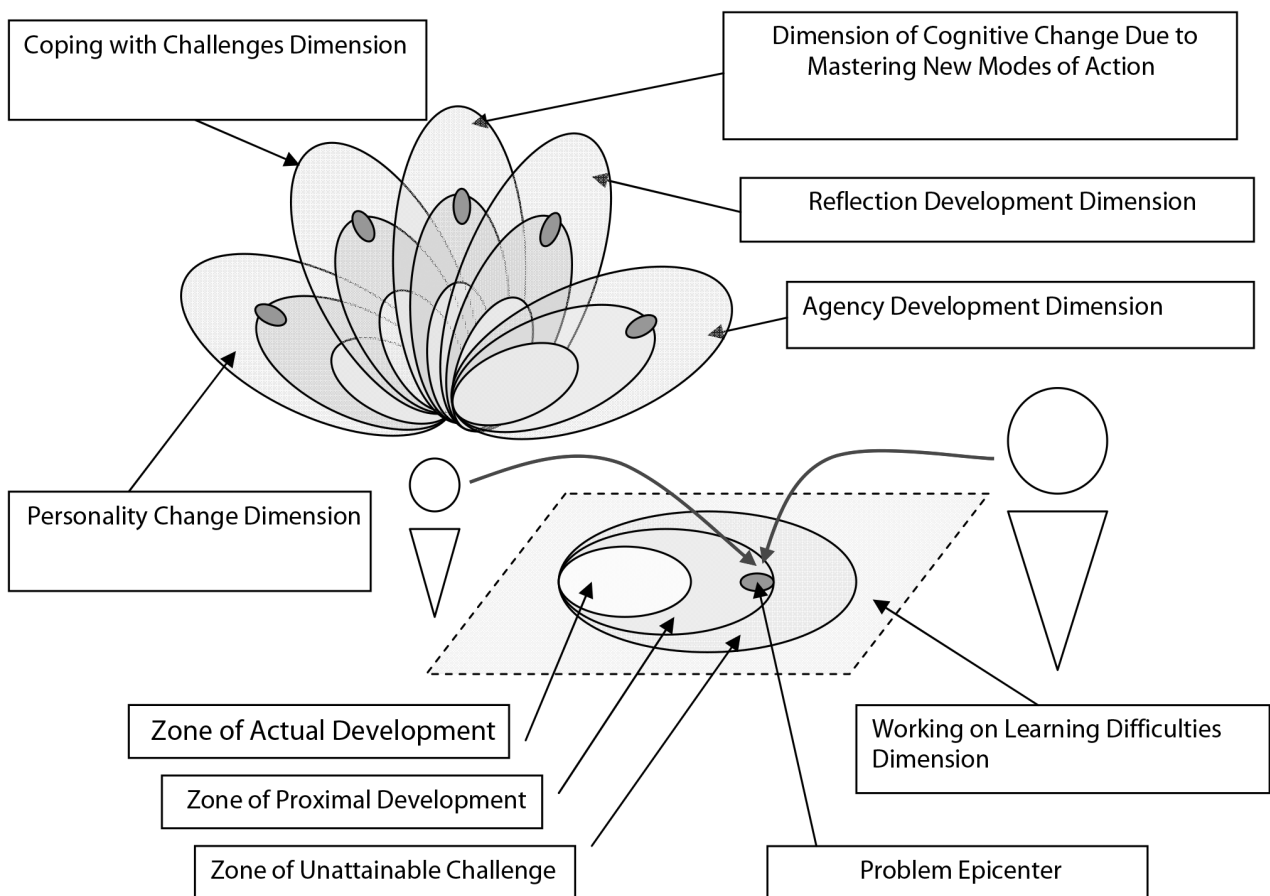 Coping with Challenges Dimension
Dimension of Cognitive Change Due to
Mastering New Modes of Action
Reflection Development Dimension
Agency Development Dimension
Personality Change Dimension
Zone of Actual Development
Working on Learning Difficulties
Dimension
Zone of Proximal Development
Zone of Unattainable Challenge
Problem Epicenter